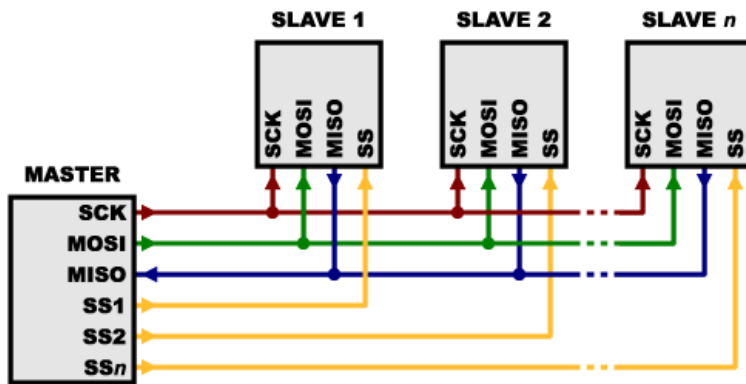 SLAVE 1 SLAVE 2 SLAVE n
SCK MOSI MISO SS SCK MOSI MISO SS SCK MOSI MISO SS
MASTER
SCK
MOSI
MISO
SS1
SS2
SSn